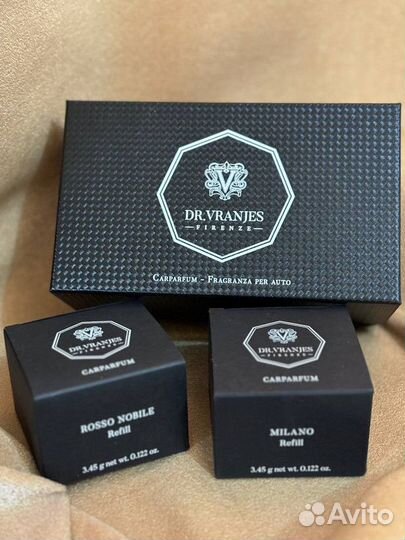 DR.VRANJES
FIRENZE
CARPARFUM - FRAGRANZA PER AUTO
DR.VRANJES
FIRENZE
CARPARFUM
ROSSO NOBILE
Refill
3.45 g net wt. 0.122 oz.
DR.VRANJES
FIRENZE
CARPARFUM
MILANO
Refill
3.45 g net wt. 0.122 oz.
Avito